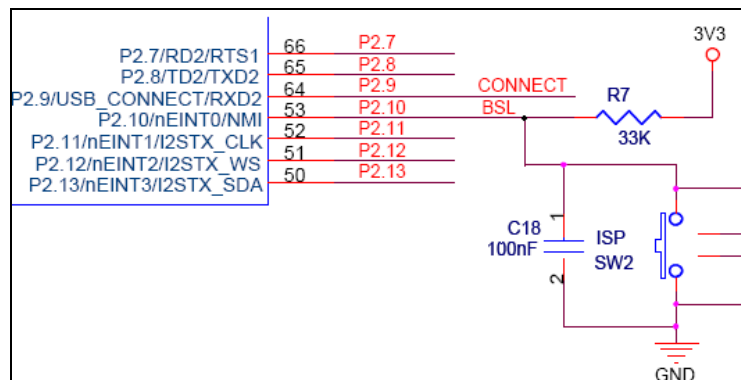 P2.7/RD2/RTS1 66 P2.7
P2.8/TD2/TXD2 65 P2.8
P2.9/USB_CONNECT/RXD2 64 P2.9 CONNECT
P2.10/nEINT0/NMI 53 P2.10 BSL
P2.11/nEINT1/I2STX_CLK 52 P2.11
P2.12/nEINT2/I2STX_WS 51 P2.12
P2.13/nEINT3/I2STX_SDA 50 P2.13
3V3
R7
33K
1
C18
100nF
2
ISP
SW2
GND